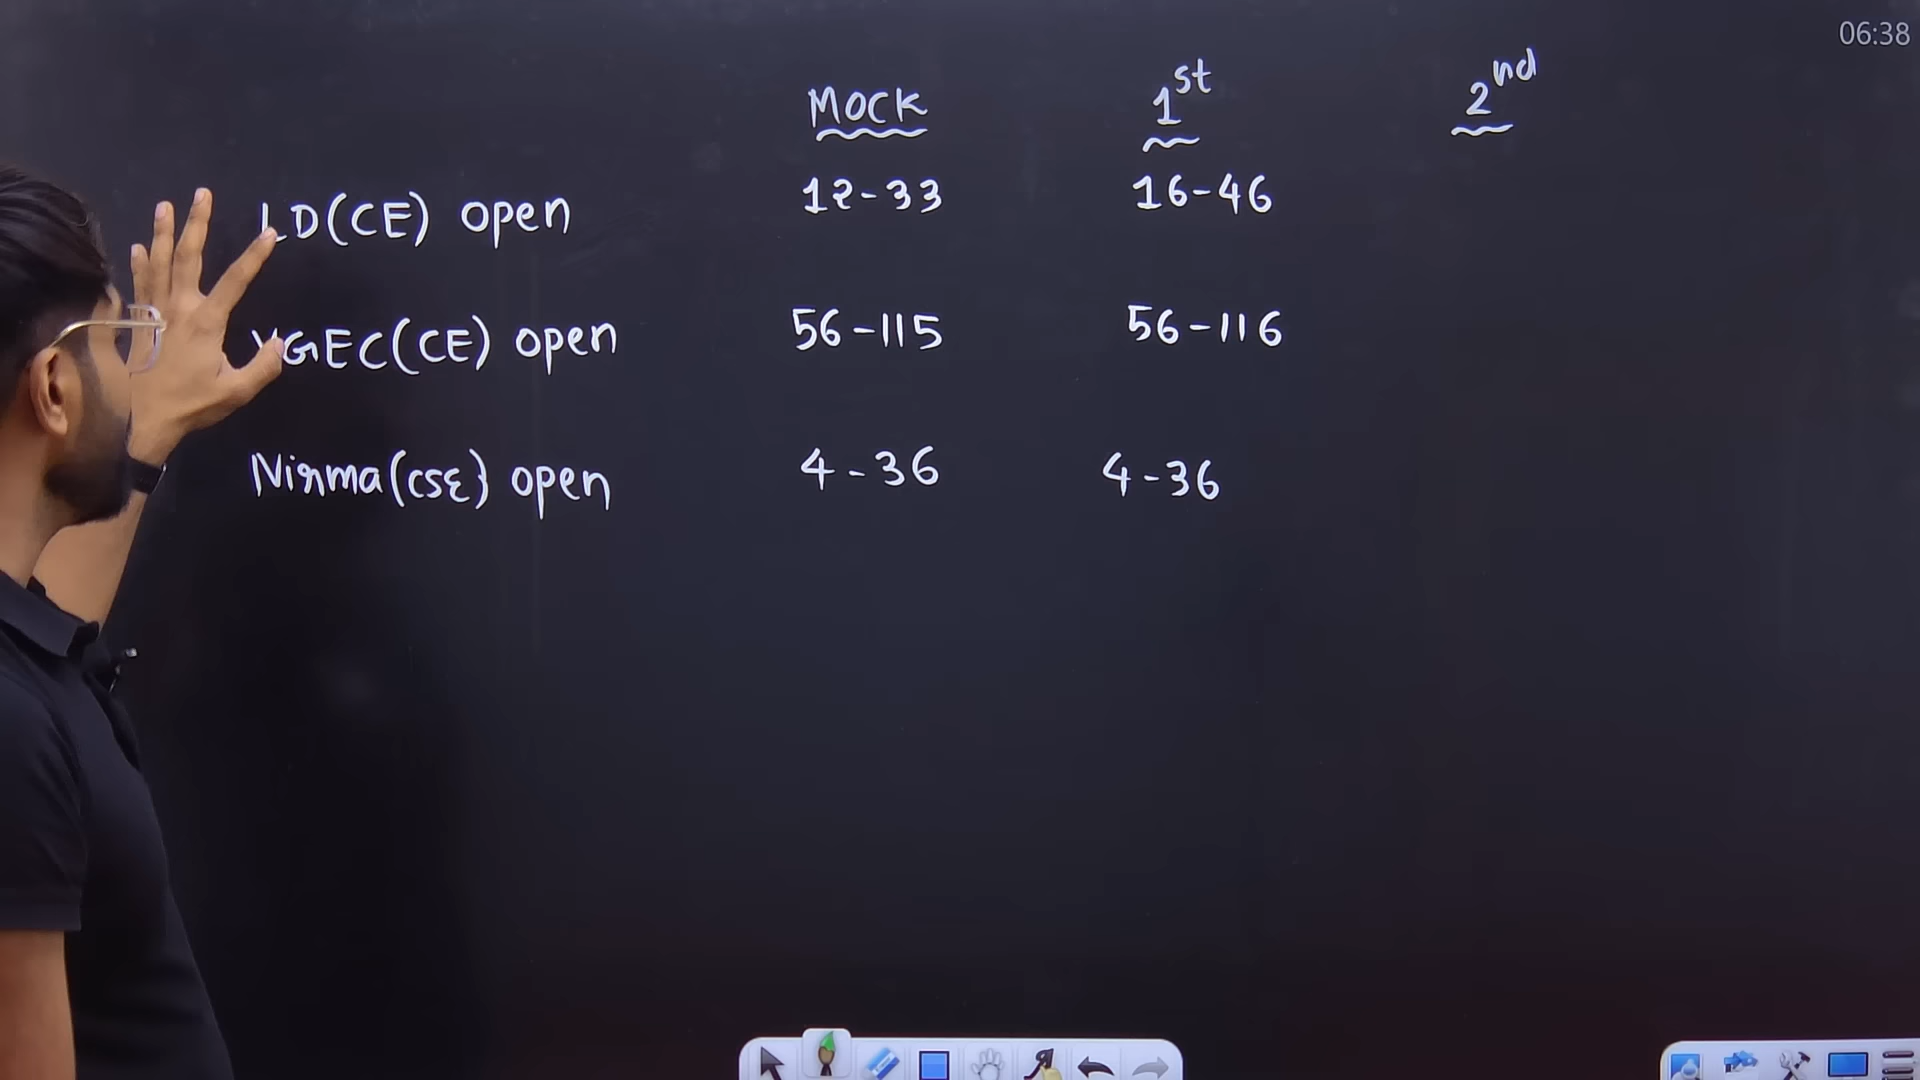 06:38
Mock 1st 2nd
LD(CE) open 12-33 16-46
VGEC(CE) open 56-115 56-116
Nirma(CSE) open 4-36 4-36